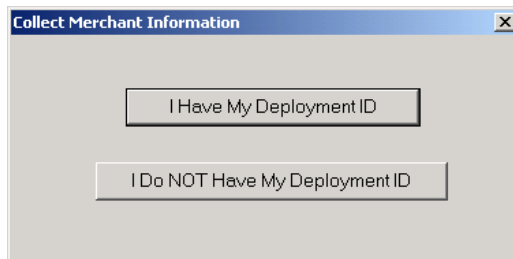 Collect Merchant Information
I Have My Deployment ID
I Do NOT Have My Deployment ID